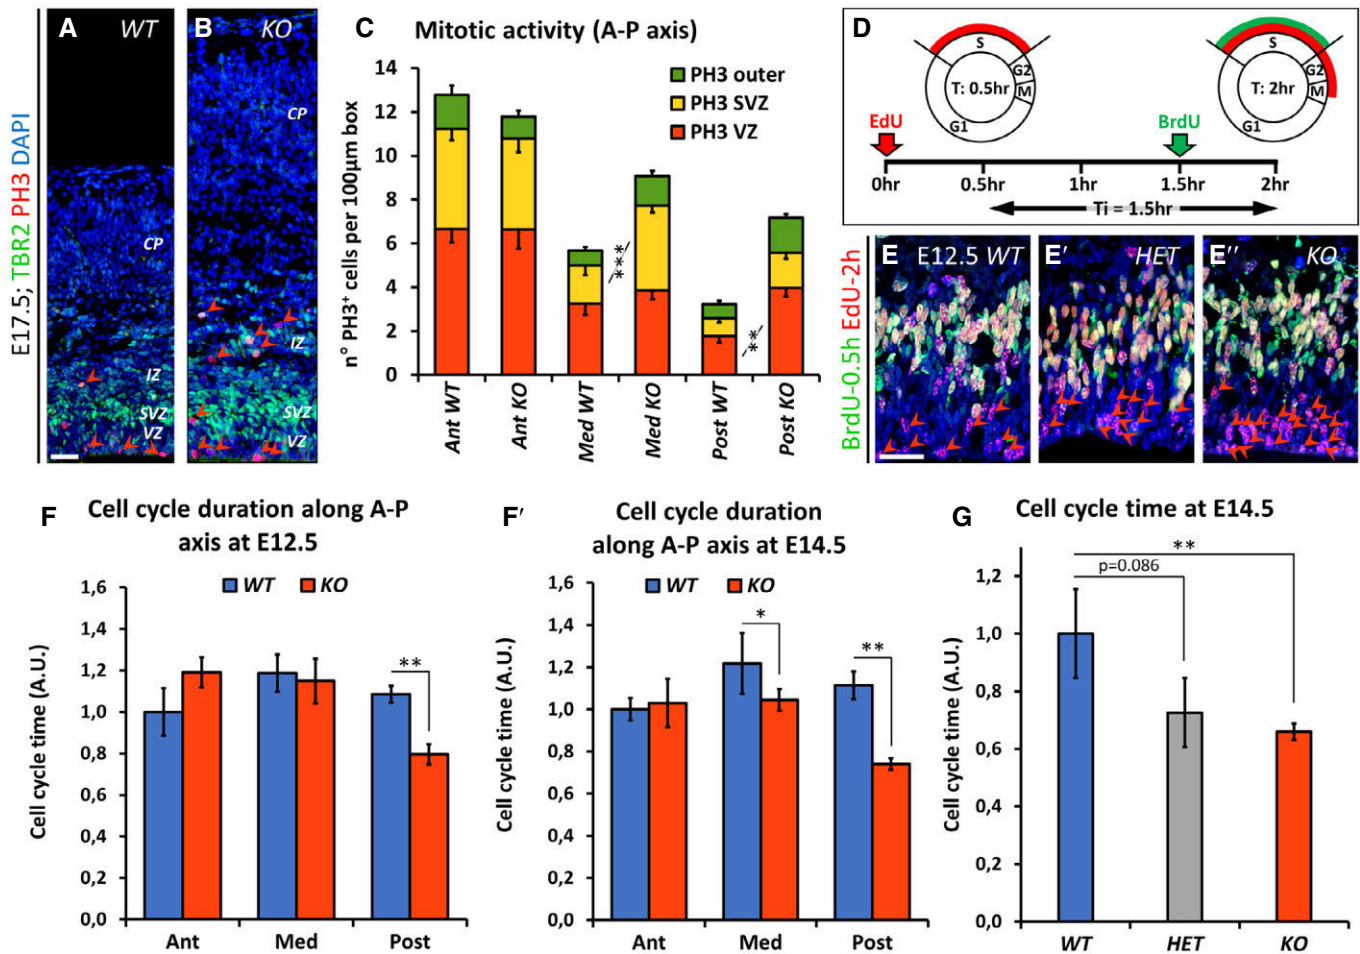 E17.5; TBR2 PH3 DAPI
A WT
CP
IZ
SVZ
VZ
B KO
CP
IZ
SVZ
VZ
C Mitotic activity (A-P axis)
n° PH3⁺ cells per 100µm box
14
12
10
8
6
4
2
0
PH3 outer
PH3 SVZ
PH3 VZ
***
**
Ant WT
Ant KO
Med WT
Med KO
Post WT
Post KO
D
S
G2
M
G1
T: 0.5hr
S
G2
M
G1
T: 2hr
EdU
BrdU
0hr 0.5hr 1hr 1.5hr 2hr
Ti = 1.5hr
BrdU-0.5h EdU-2h
E E12.5 WT
E′ HET
E′′ KO
F Cell cycle duration along A-P
axis at E12.5
WT KO
Cell cycle time (A.U.)
1,6
1,4
1,2
1,0
0,8
0,6
0,4
0,2
0,0
**
Ant Med Post
F′ Cell cycle duration
along A-P axis at E14.5
WT KO
Cell cycle time (A.U.)
1,6
1,4
1,2
1,0
0,8
0,6
0,4
0,2
0,0
*
**
Ant Med Post
G Cell cycle time at E14.5
Cell cycle time (A.U.)
1,2
1,0
0,8
0,6
0,4
0,2
0,0
**
p=0.086
WT HET KO